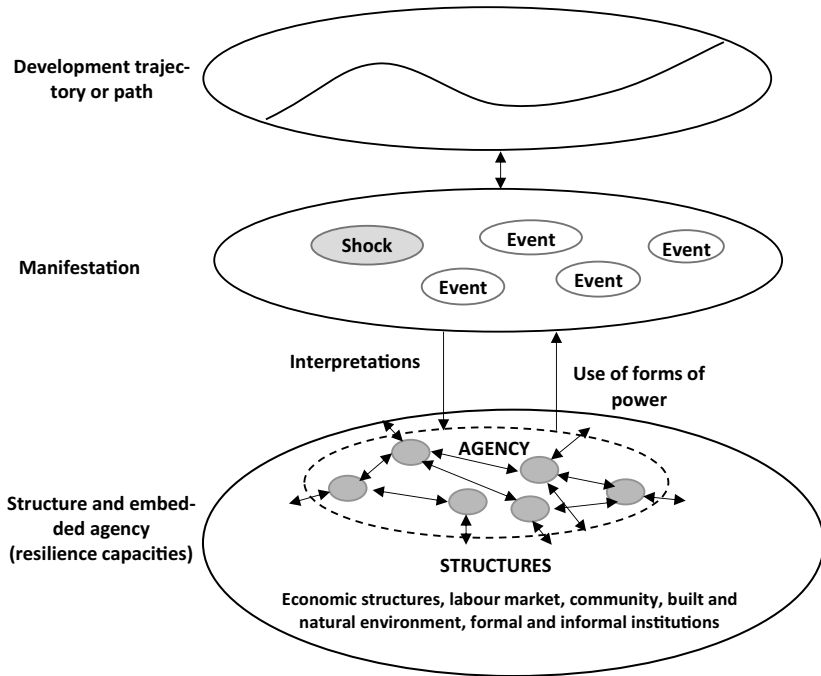 Development trajec-
tory or path
Manifestation
Shock
Event
Event
Event
Event
Interpretations
Use of forms of
power
AGENCY
Structure and embed-
ded agency
(resilience capacities)
STRUCTURES
Economic structures, labour market, community, built and
natural environment, formal and informal institutions